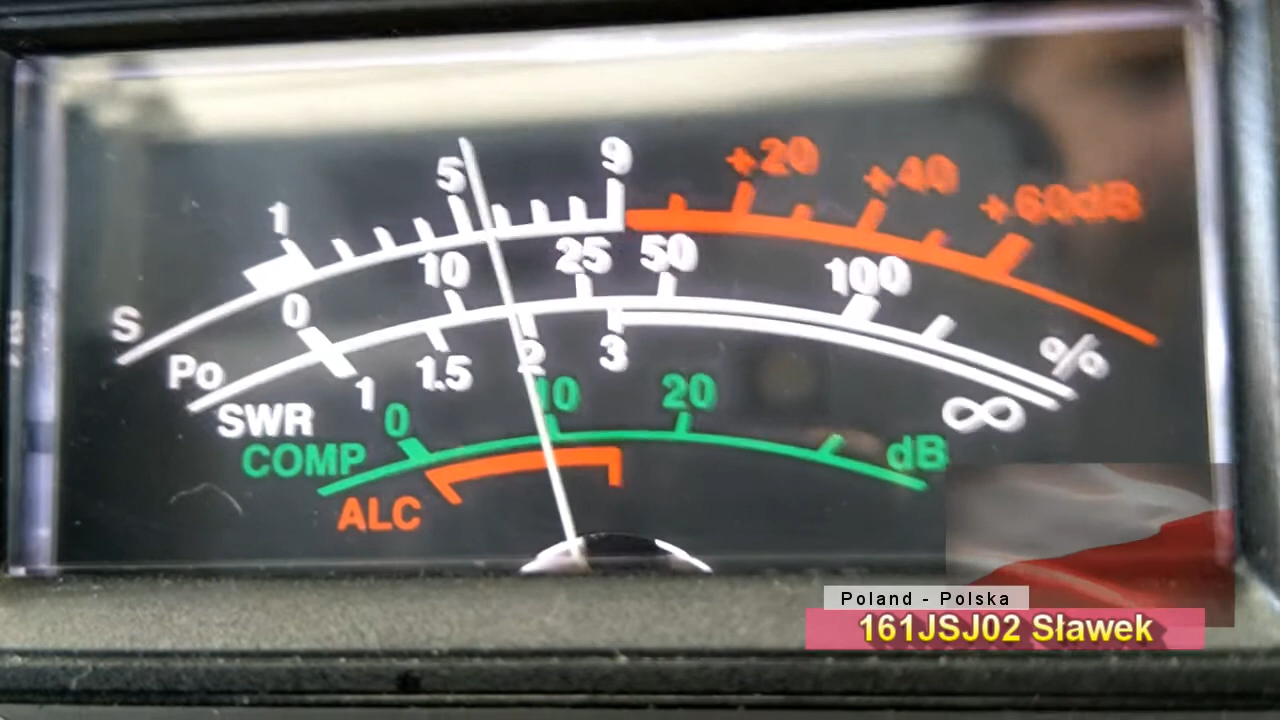 S 1 5 9 +20 +40 +60dB
Po 0 10 25 50 100 %
SWR 1 1.5 2 3 ∞
COMP 0 10 20 dB
ALC
Poland - Polska
161JSJ02 Sławek